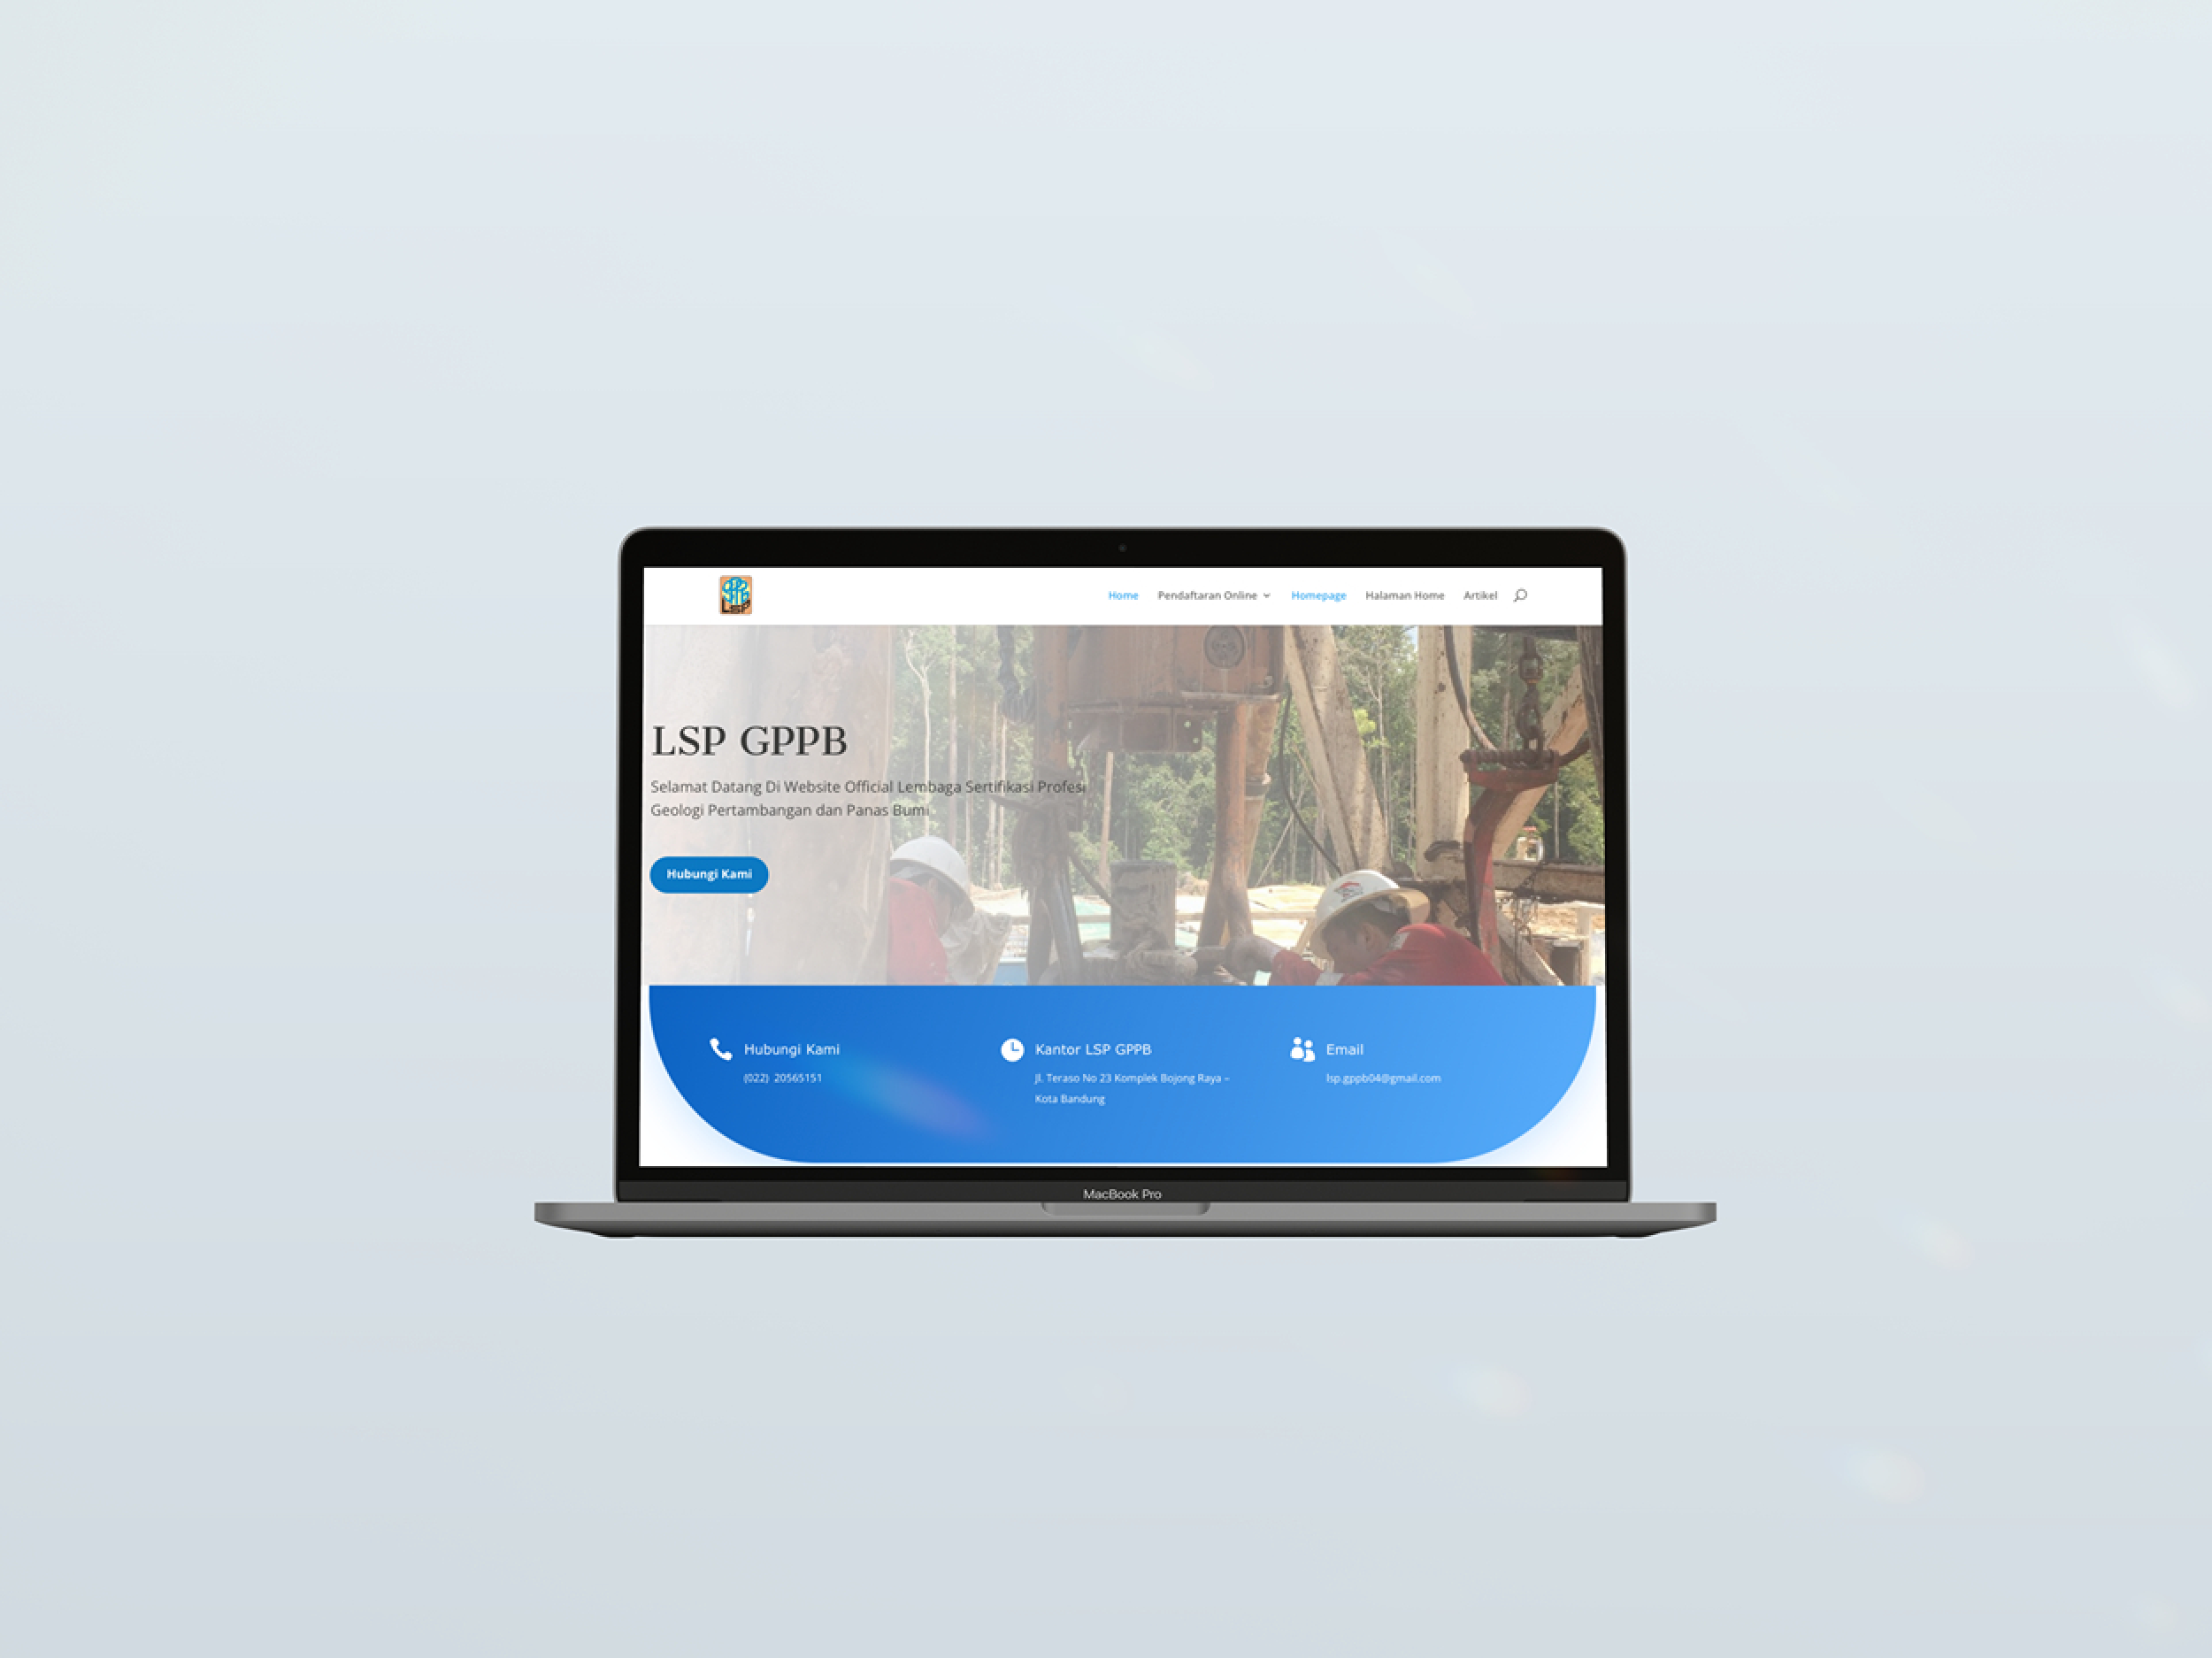 LSP
Home Pendaftaran Online Homepage Halaman Home Artikel
LSP GPPB
Selamat Datang Di Website Official Lembaga Sertifikasi Profesi
Geologi Pertambangan dan Panas Bumi
Hubungi Kami
Hubungi Kami
(022) 20565151
Kantor LSP GPPB
Jl. Teraso No 23 Komplek Bojong Raya –
Kota Bandung
Email
lsp.gppb04@gmail.com
MacBook Pro